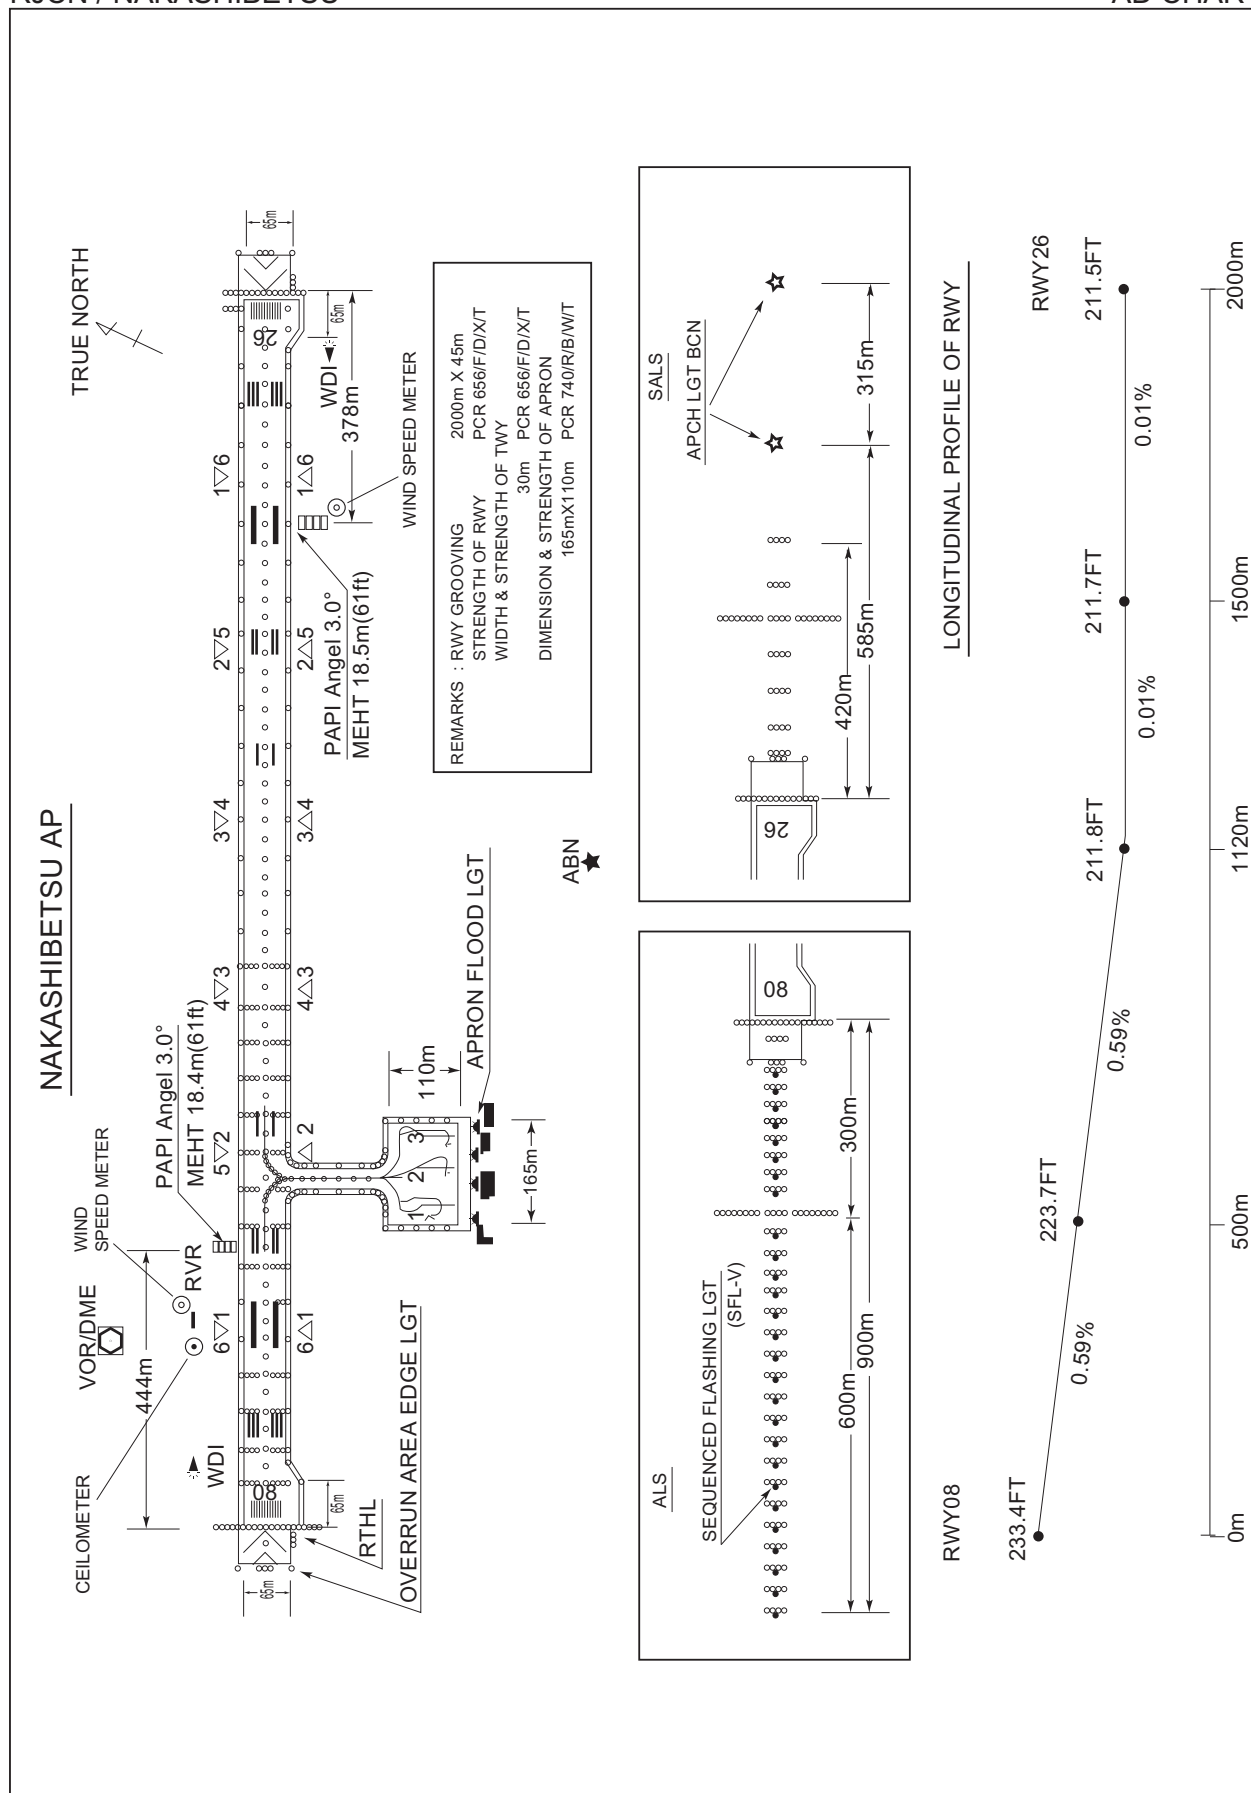 RJCN / NAKASHIBETSU
NAKASHIBETSU AP
TRUE NORTH
CEILOMETER
VOR/DME
WIND
SPEED METER
RVR
444m
PAPI Angel 3.0°
MEHT 18.4m(61ft)
WDI
6 1
5 2
4 3
3 4
2 5
1 6
65m
08
26
65m
65m
65m
6 1
2
4 3
3 4
2 5
1 6
WDI
378m
RTHL
OVERRUN AREA EDGE LGT
1
2
3
110m
165m
APRON FLOOD LGT
ABN
PAPI Angel 3.0°
MEHT 18.5m(61ft)
WIND SPEED METER
REMARKS : RWY GROOVING 2000m X 45m
STRENGTH OF RWY PCR 656/F/D/X/T
WIDTH & STRENGTH OF TWY
30m PCR 656/F/D/X/T
DIMENSION & STRENGTH OF APRON
165mX110m PCR 740/R/B/W/T
ALS
SEQUENCED FLASHING LGT
(SFL-V)
08
600m
300m
900m
SALS
APCH LGT BCN
26
420m
585m
315m
LONGITUDINAL PROFILE OF RWY
RWY08
RWY26
233.4FT
223.7FT
211.8FT
211.7FT
211.5FT
0.59%
0.59%
0.01%
0.01%
0m
500m
1120m
1500m
2000m